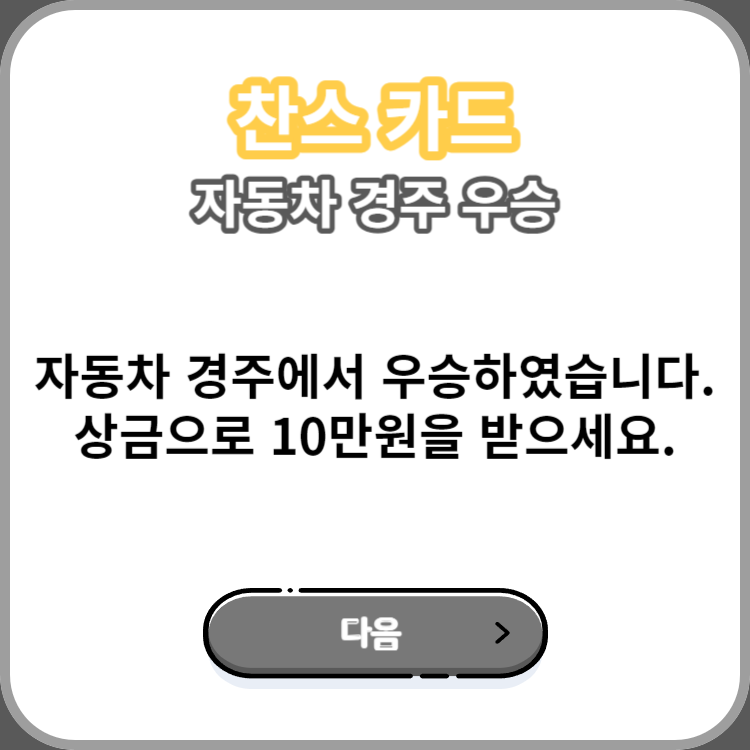 찬스 카드
자동차 경주 우승
자동차 경주에서 우승하였습니다.
상금으로 10만원을 받으세요.
다음